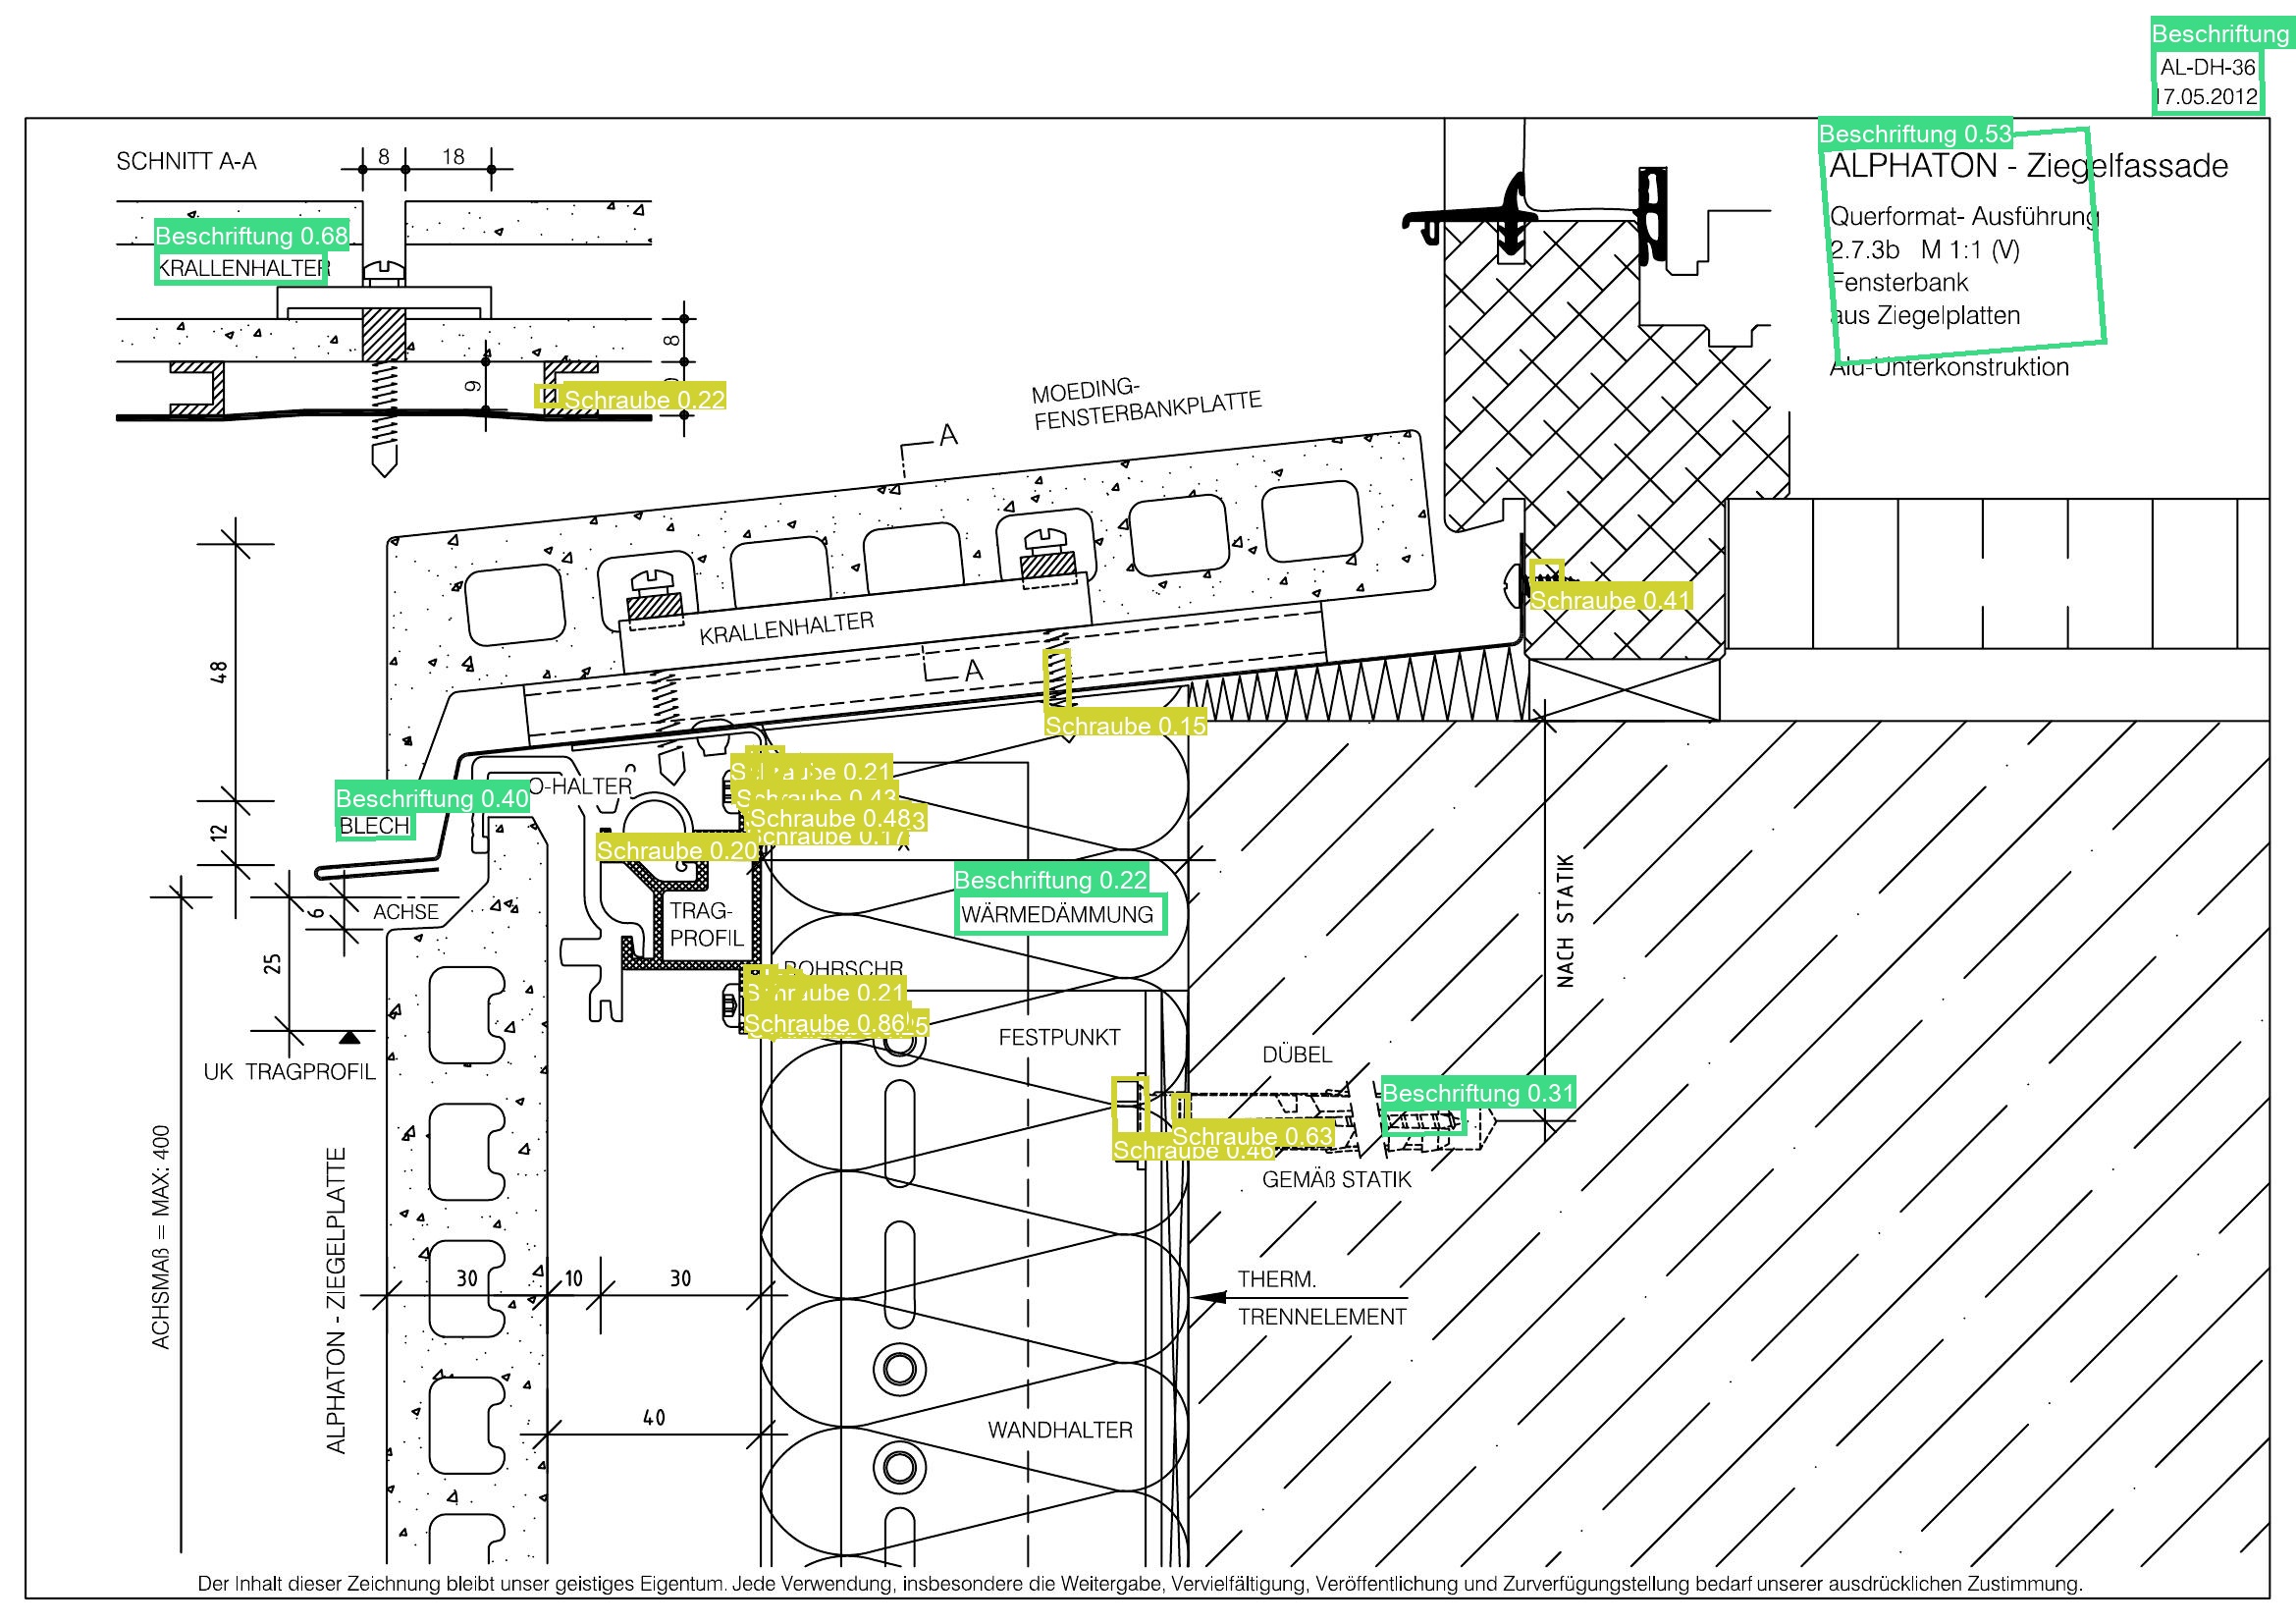 Beschriftung
AL-DH-36
17.05.2012
Beschriftung 0.53
ALPHATON - Ziegelfassade
Querformat- Ausführung
2.7.3b M 1:1 (V)
Fensterbank
aus Ziegelplatten
Alu-Unterkonstruktion
SCHNITT A-A
8
18
Beschriftung 0.68
KRALLENHALTER
8
9
Schraube 0.22
MOEDING-
FENSTERBANKPLATTE
A
KRALLENHALTER
A
Schraube 0.41
Schraube 0.15
48
12
Beschriftung 0.40
BLECH
O-HALTER
Schraube 0.21
Schraube 0.43
Schraube 0.48
Schraube 0.17
Schraube 0.20
Beschriftung 0.22
WÄRMEDÄMMUNG
NACH STATIK
6
ACHSE
25
TRAG-
PROFIL
BOHRSCHR
Schraube 0.21
Schraube 0.86
UK TRAGPROFIL
FESTPUNKT
DÜBEL
Beschriftung 0.31
Schraube 0.63
Schraube 0.46
GEMÄß STATIK
ACHSMAß = MAX: 400
ALPHATON - ZIEGELPLATTE
30
10
30
THERM.
TRENNELEMENT
40
WANDHALTER
Der Inhalt dieser Zeichnung bleibt unser geistiges Eigentum. Jede Verwendung, insbesondere die Weitergabe, Vervielfältigung, Veröffentlichung und Zurverfügungstellung bedarf unserer ausdrücklichen Zustimmung.